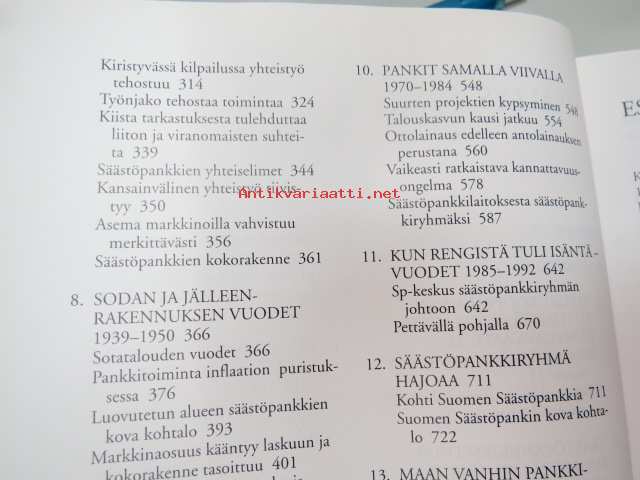 Kiristyvässä kilpailussa yhteistyö
tehostuu 314
Työnjako tehostaa toimintaa 324
Kiista tarkastuksesta tulehduttaa
liiton ja viranomaisten suhtei-
ta 339
Säästöpankkien yhteiselimet 344
Kansainvälinen yhteistyö siivis-
tyy 350
Asema markkinoilla vahvistuu
merkittävästi 356
Säästöpankkien kokorakenne 361
8. SODAN JA JÄLLEEN-
RAKENNUKSEN VUODET
1939–1950 366
Sotatalouden vuodet 366
Pankkitoiminta inflaation puristuk-
sessa 376
Luovutetun alueen säästöpankkien
kova kohtalo 393
Markkinaosuus kääntyy laskuun ja
kokorakenne tasoittuu 401
10. PANKIT SAMALLA VIIVALLA
1970–1984 548
Suurten projektien kypsyminen 548
Talouskasvun kausi jatkuu 554
Ottolainaus edelleen antolainauksen
perustana 560
Vaikeasti ratkaistava kannattavuus-
ongelma 578
Säästöpankkilaitoksesta säästöpank-
kiryhmäksi 587
11. KUN RENGISTÄ TULI ISÄNTÄ-
VUODET 1985–1992 642
Sp-keskus säästöpankkiryhmän
johtoon 642
Pettävällä pohjalla 670
12. SÄÄSTÖPANKKIRYHMÄ
HAJOAA 711
Kohti Suomen Säästöpankkia 711
Suomen Säästöpankin kova kohta-
lo 722
13. MAAN VANHIN PANKKI-
ES
Antikvariaatti.net